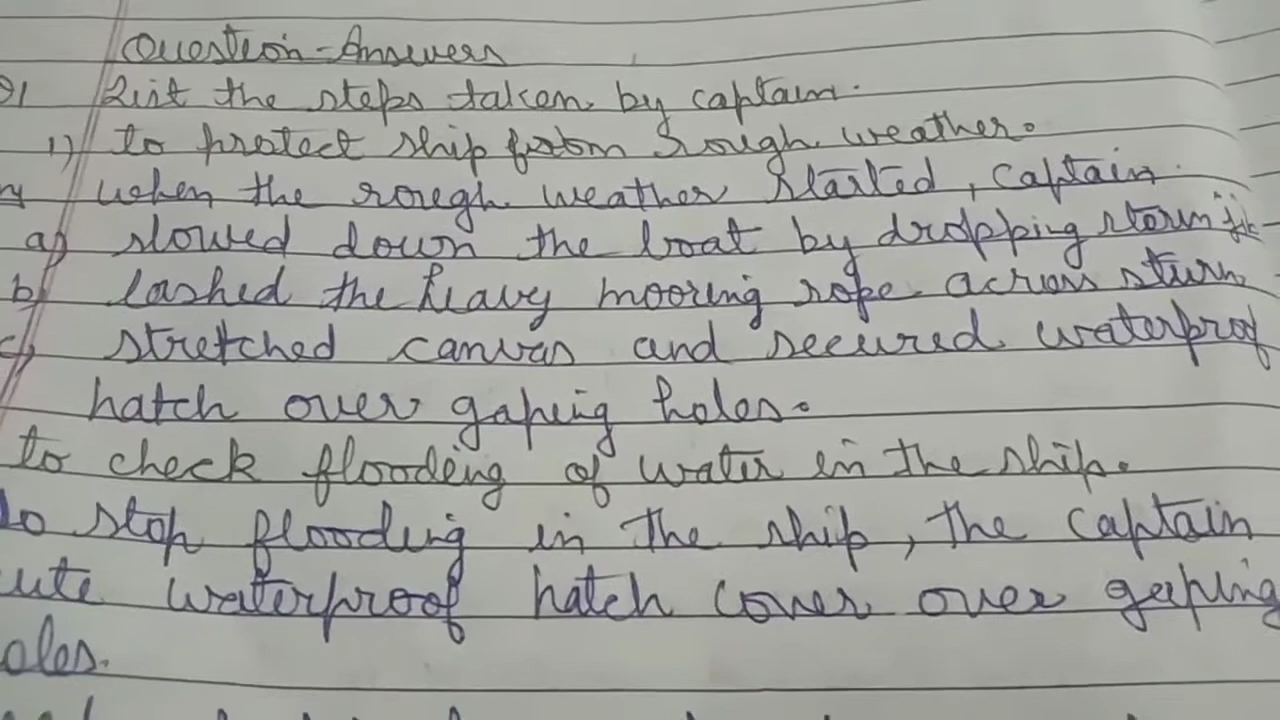 Question-Answers
Q1 List the steps taken by captain.
1) to protect ship from rough weather.
when the rough weather started, captain
a) slowed down the boat by dropping storm jib
b) lashed the heavy mooring rope across stern
c) stretched canvas and secured waterprof
hatch over gaping holes.
to check flooding of water in the ship.
to stop flooding in the ship, the captain
ute waterproof hatch cover over gaping
oles.